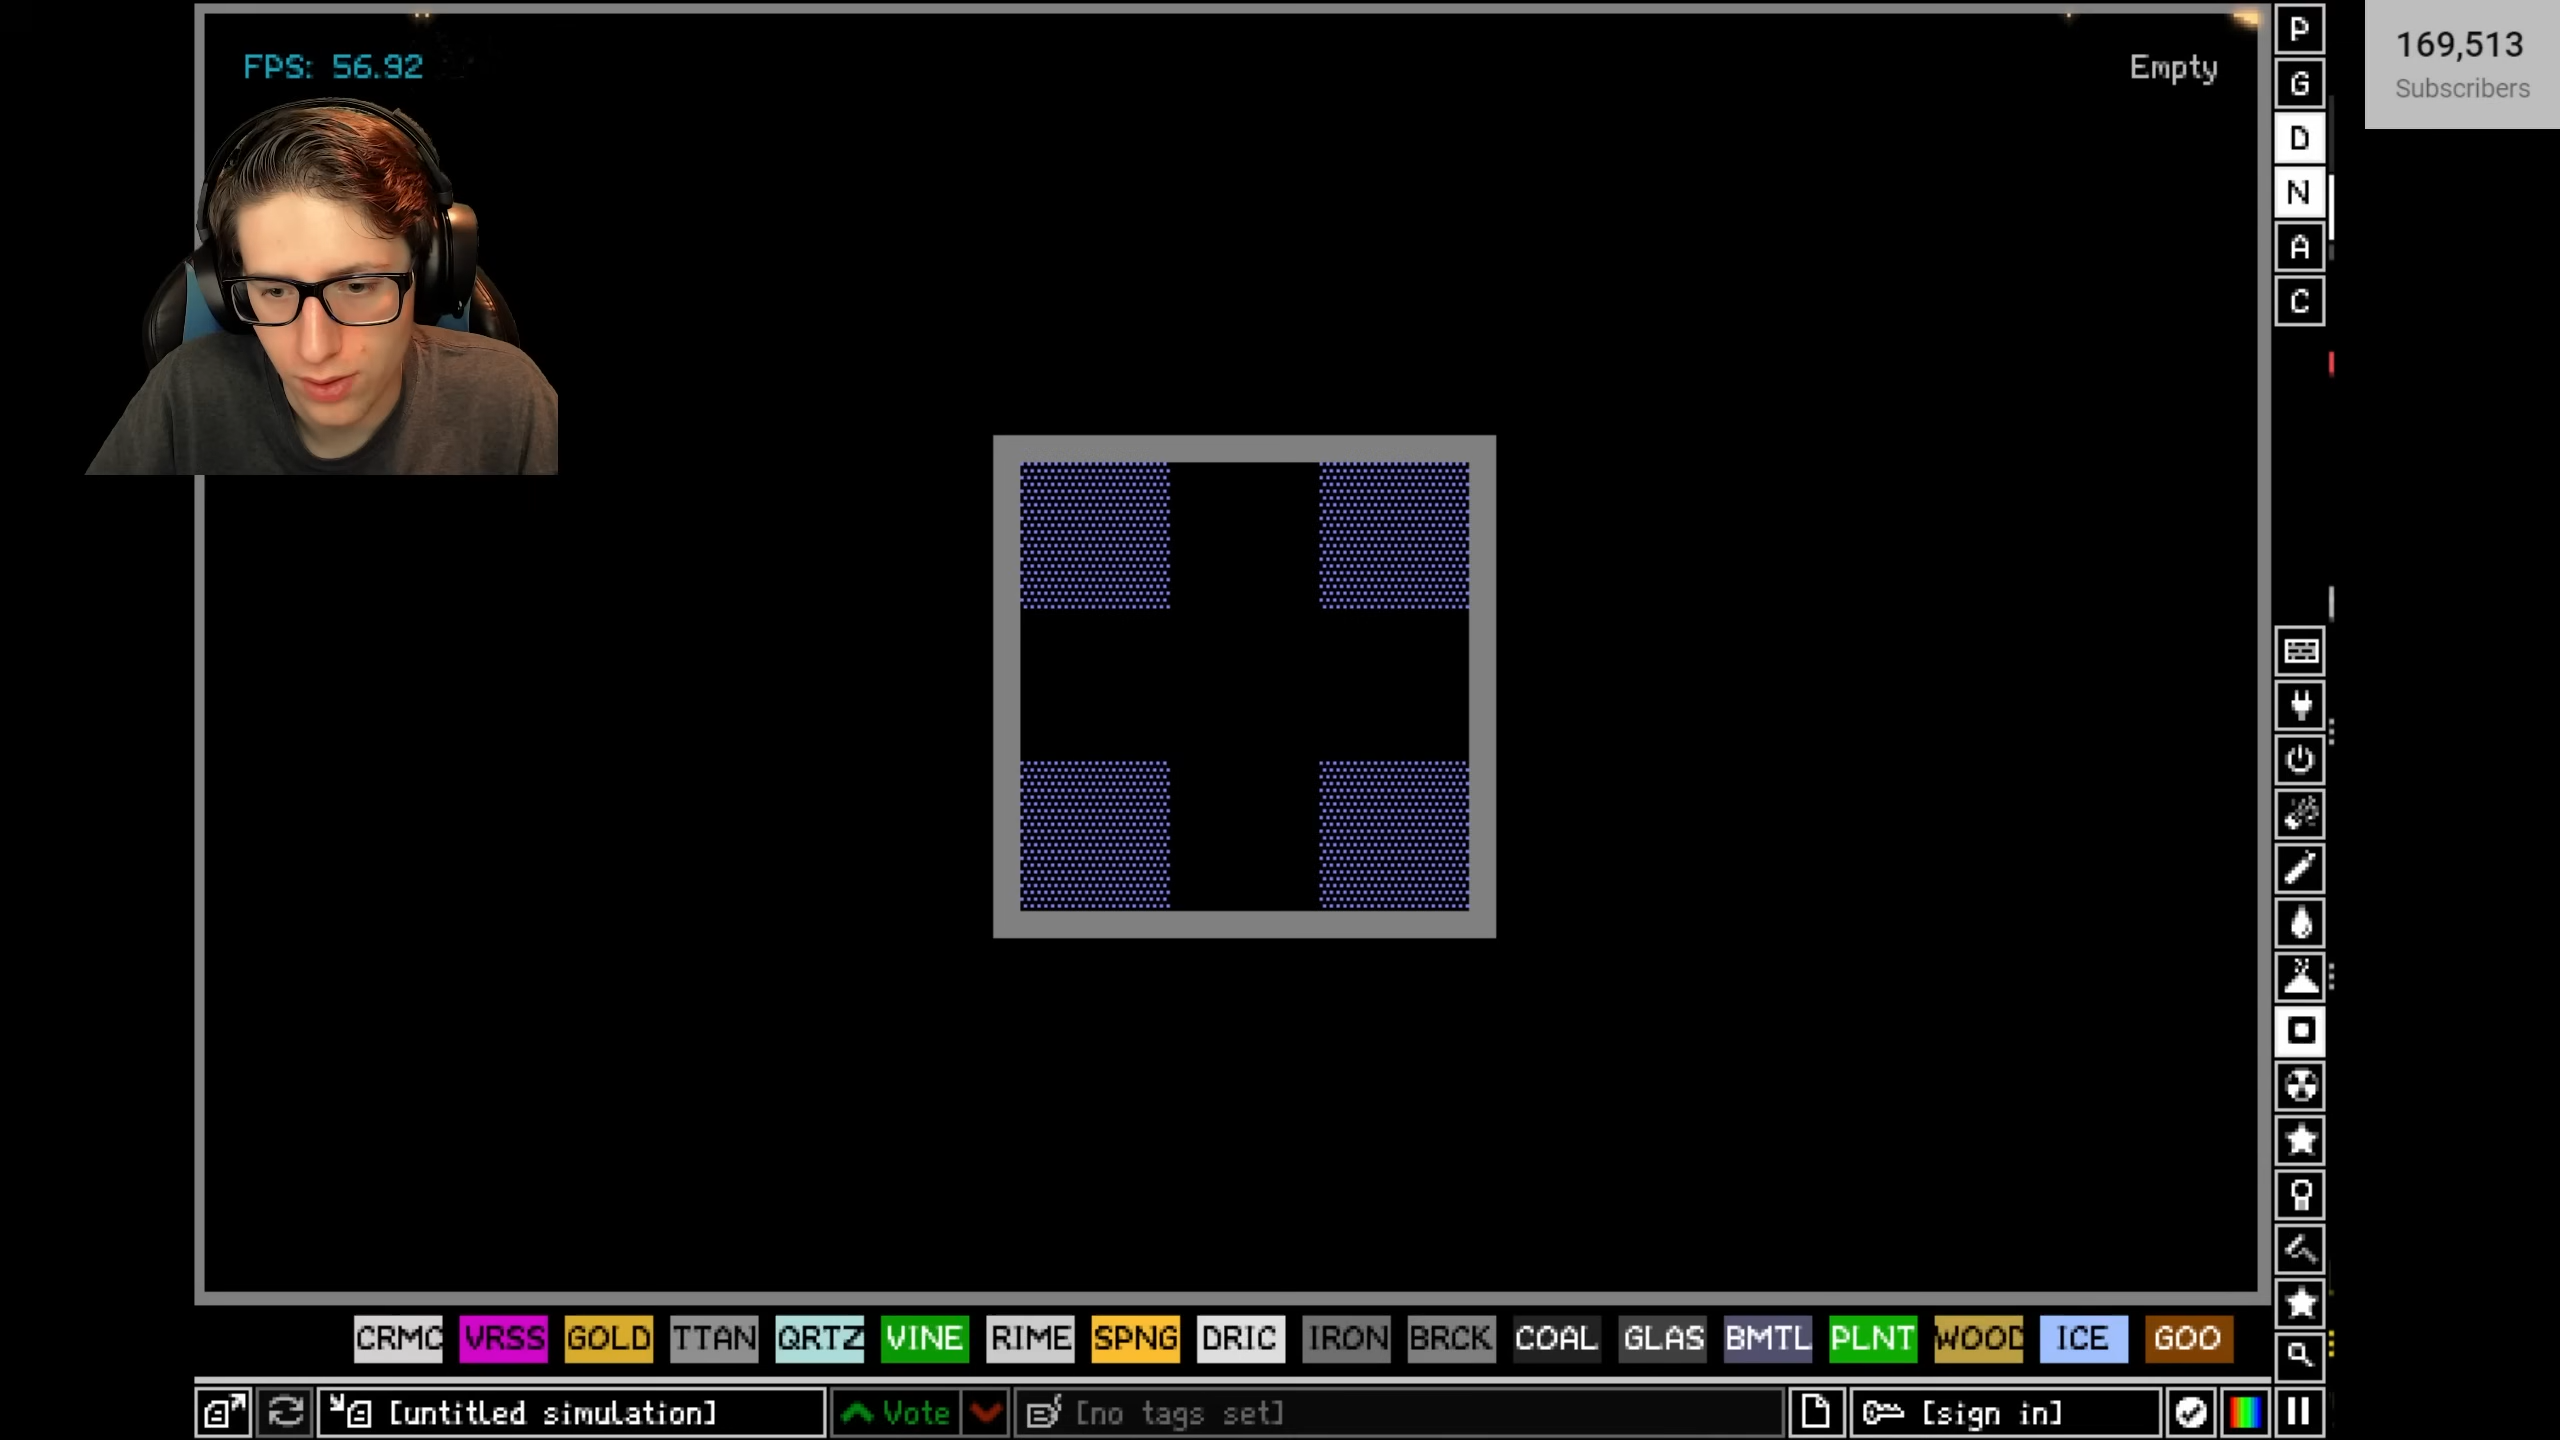 FPS: 56.92
Empty
P
G
D
N
A
C
169,513
Subscribers
CRMC VRSS GOLD TTAN QRTZ VINE RIME SPNG DRIC IRON BRCK COAL GLAS BMTL PLNT WOOD ICE GOO
[untitled simulation] Vote [no tags set] [sign in]